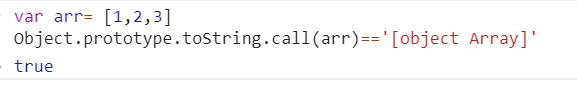 var arr= [1,2,3]
Object.prototype.toString.call(arr)=='[object Array]'
true